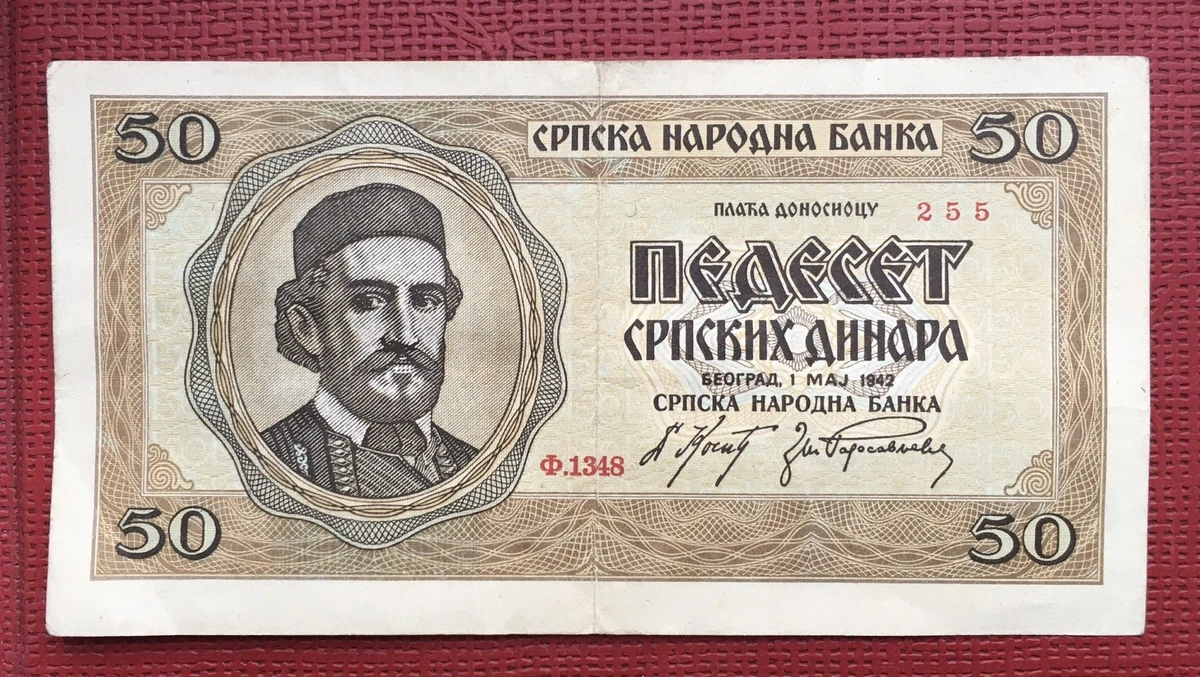 50 СРПСКА НАРОДНА БАНКА 50
ПЛАЋА ДОНОСИОЦУ 255
ПЕДЕСЕТ
СРПСКИХ ДИНАРА
БЕОГРАД, 1 МАЈ 1942
СРПСКА НАРОДНА БАНКА
Ф.1348
50 50